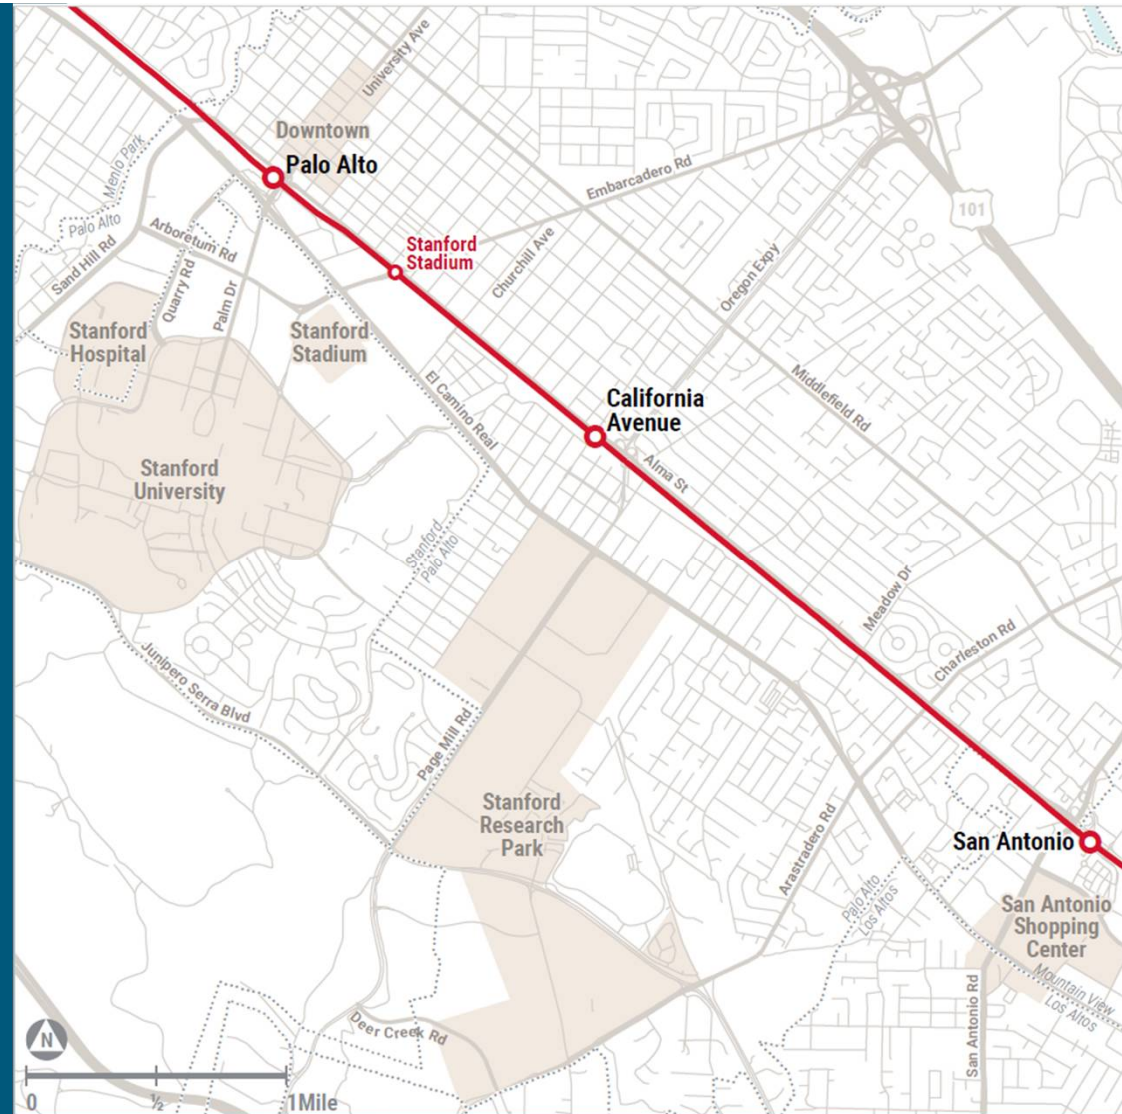 University Ave
Downtown
Palo Alto
Menlo Park
Palo Alto
Sand Hill Rd
Arboretum Rd
Quarry Rd
Palm Dr
Embarcadero Rd
Churchill Ave
Oregon Expy
101
Stanford
Stadium
Stanford
Hospital
Stanford
Stadium
El Camino Real
California
Avenue
Middlefield Rd
Alma St
Stanford
University
Stanford
Palo Alto
Meadow Dr
Charleston Rd
Junipero Serra Blvd
Page Mill Rd
Stanford
Research
Park
Arastradero Rd
San Antonio
Palo Alto
Los Altos
San Antonio
Shopping
Center
Mountain View
Los Altos
San Antonio Rd
Deer Creek Rd
N
0
½
1Mile